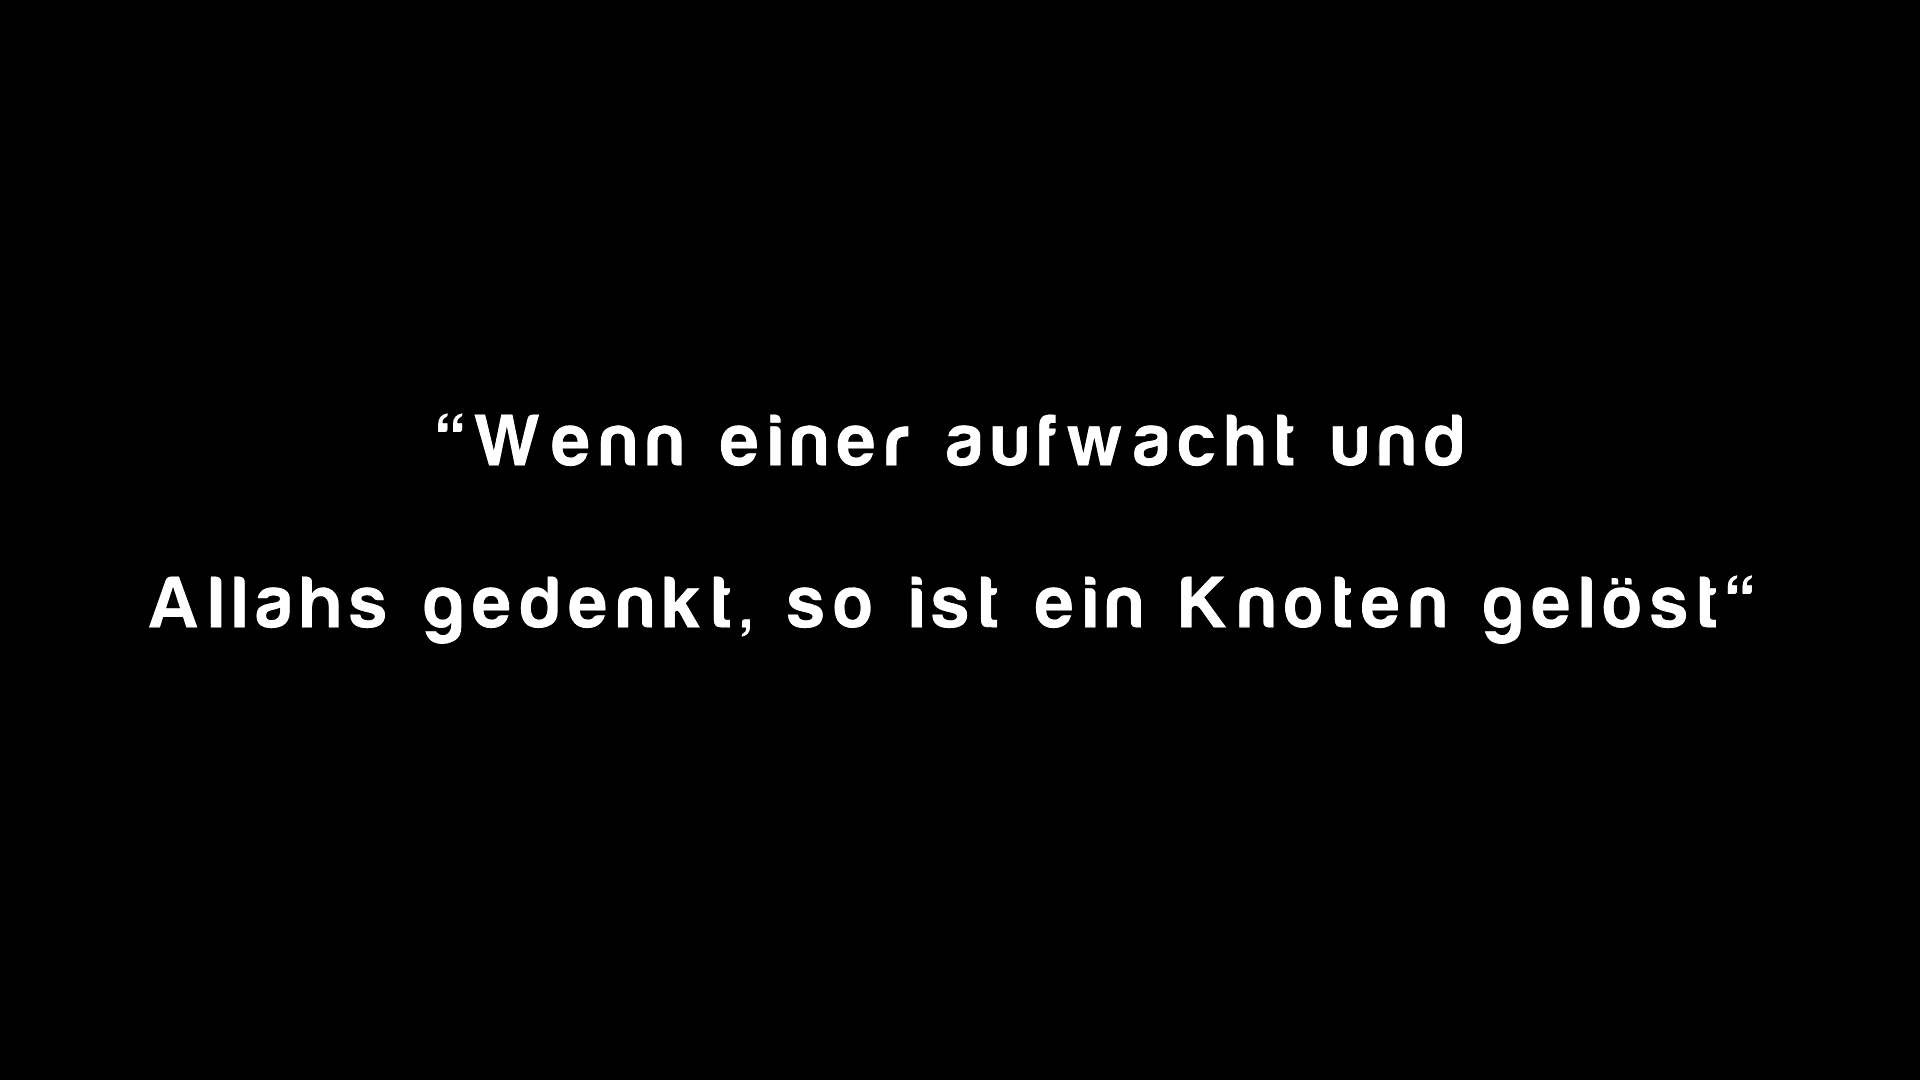 “Wenn einer aufwacht und
Allahs gedenkt, so ist ein Knoten gelöst“